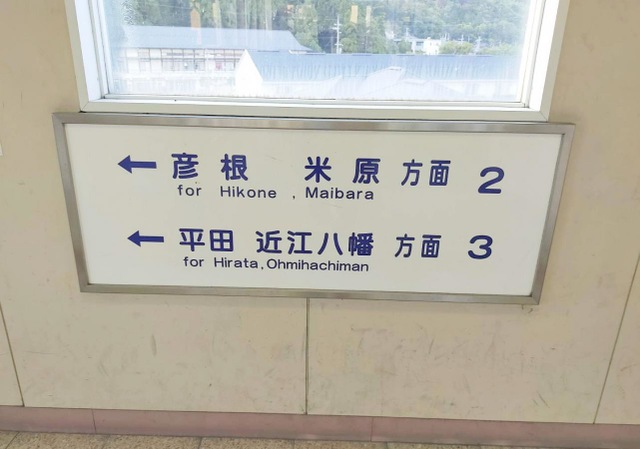 ← 彦根 米原 方面 2
for Hikone , Maibara
← 平田 近江八幡 方面 3
for Hirata, Ohmihachiman